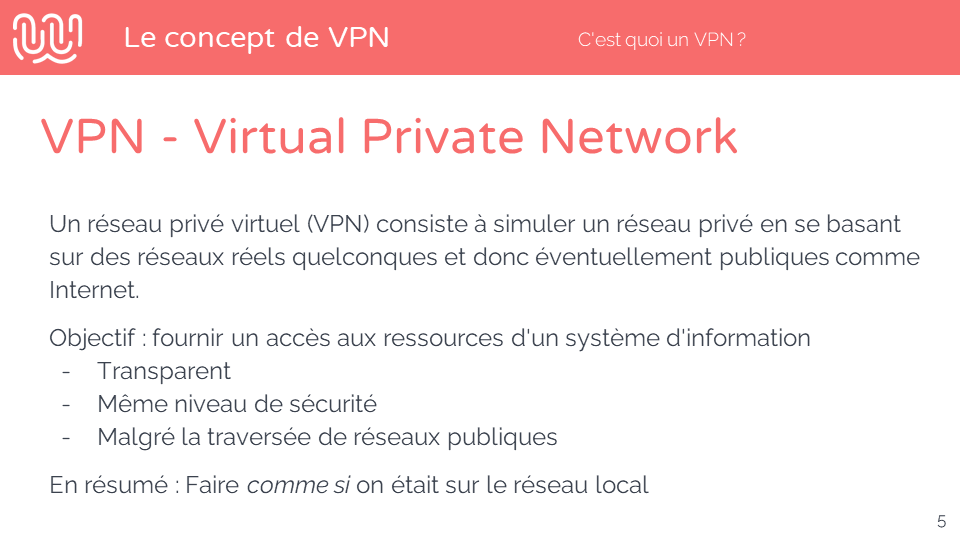 Le concept de VPN
C'est quoi un VPN ?
VPN - Virtual Private Network
Un réseau privé virtuel (VPN) consiste à simuler un réseau privé en se basant
sur des réseaux réels quelconques et donc éventuellement publiques comme
Internet.
Objectif : fournir un accès aux ressources d'un système d'information
- Transparent
- Même niveau de sécurité
- Malgré la traversée de réseaux publiques
En résumé : Faire comme si on était sur le réseau local
5